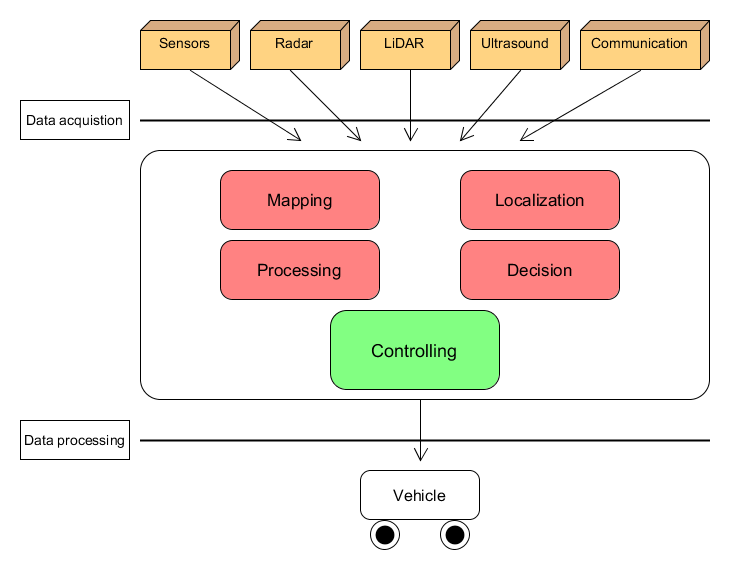 Sensors
Radar
LiDAR
Ultrasound
Communication
Data acquistion
Mapping
Localization
Processing
Decision
Controlling
Data processing
Vehicle